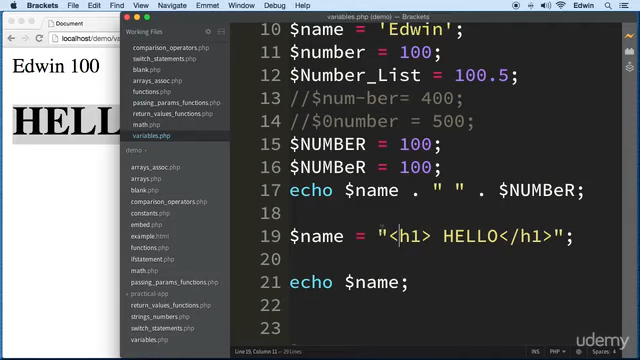 Brackets File Edit Find View Navigate Debug Emmet Window Help Edwin
Document
localhost/demo/va
Edwin 100
HELL
variables.php (demo) — Brackets
Working Files
comparison_operators.php
switch_statements.php
blank.php
arrays_assoc.php
functions.php
passing_params_functions.php
return_values_functions.php
math.php
variables.php
demo
arrays_assoc.php
arrays.php
blank.php
comparison_operators.php
constants.php
embed.php
example.html
functions.php
ifstatement.php
math.php
passing_params_functions.php
practical-app
return_values_functions.php
strings_numbers.php
switch_statements.php
variables.php
10 $name = 'Edwin';
11 $number = 100;
12 $Number_List = 100.5;
13 //$num-ber= 400;
14 //$0number = 500;
15 $NUMBER = 100;
16 $NUMBeR = 100;
17 echo $name . " " . $NUMBeR;
18
19 $name = "<h1> HELLO</h1>";
20
21 echo $name;
22
23
Line 19, Column 11 — 29 Lines
INS
PHP
Spaces: 4
udemy